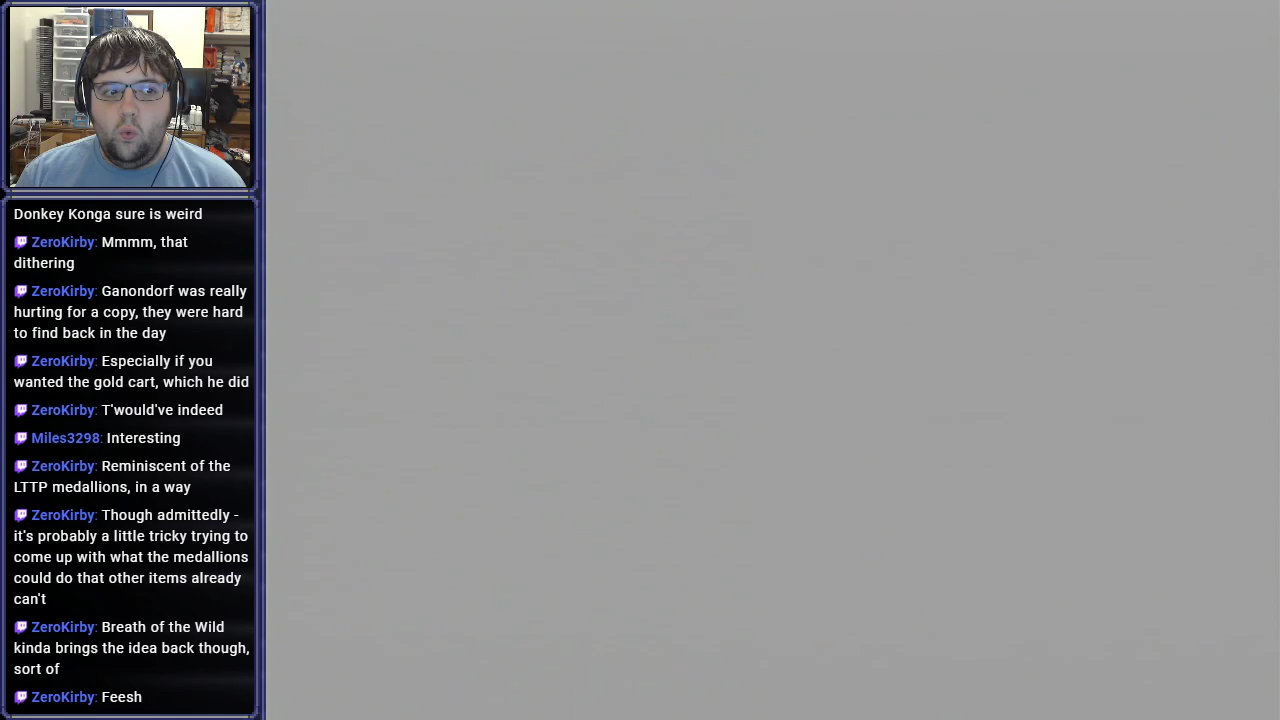 Donkey Konga sure is weird
ZeroKirby: Mmmm, that
dithering
ZeroKirby: Ganondorf was really
hurting for a copy, they were hard
to find back in the day
ZeroKirby: Especially if you
wanted the gold cart, which he did
ZeroKirby: T'would've indeed
Miles3298: Interesting
ZeroKirby: Reminiscent of the
LTTP medallions, in a way
ZeroKirby: Though admittedly -
it's probably a little tricky trying to
come up with what the medallions
could do that other items already
can't
ZeroKirby: Breath of the Wild
kinda brings the idea back though,
sort of
ZeroKirby: Feesh